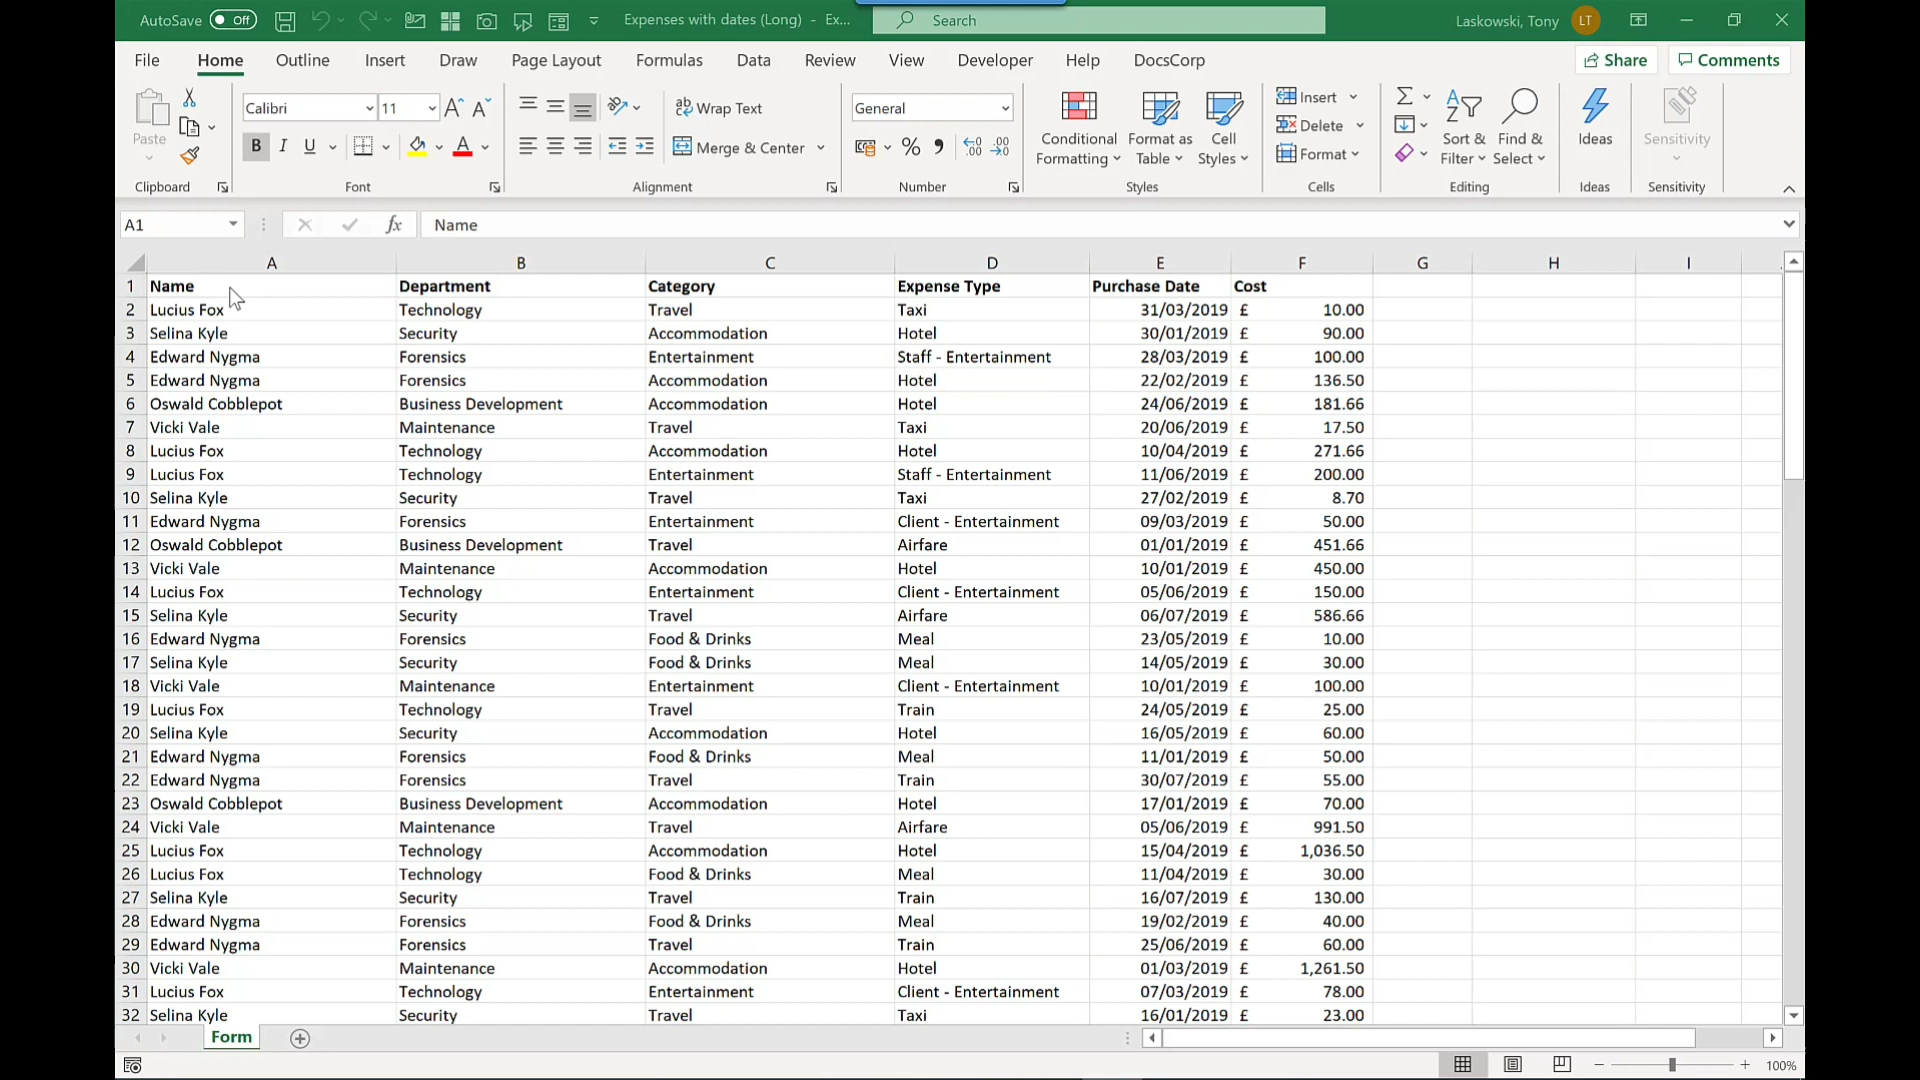 AutoSave Off Expenses with dates (Long) - Ex... Search Laskowski, Tony LT
File Home Outline Insert Draw Page Layout Formulas Data Review View Developer Help DocsCorp Share Comments
Paste Calibri 11 Wrap Text General Conditional Formatting Format as Table Cell Styles Insert Sort & Filter Find & Select Ideas Sensitivity
B I U A Merge & Center % Delete
Format
Clipboard Font Alignment Number Styles Cells Editing Ideas Sensitivity
A1 fx Name
A B C D E F G H I
1 Name Department Category Expense Type Purchase Date Cost
2 Lucius Fox Technology Travel Taxi 31/03/2019 £ 10.00
3 Selina Kyle Security Accommodation Hotel 30/01/2019 £ 90.00
4 Edward Nygma Forensics Entertainment Staff - Entertainment 28/03/2019 £ 100.00
5 Edward Nygma Forensics Accommodation Hotel 22/02/2019 £ 136.50
6 Oswald Cobblepot Business Development Accommodation Hotel 24/06/2019 £ 181.66
7 Vicki Vale Maintenance Travel Taxi 20/06/2019 £ 17.50
8 Lucius Fox Technology Accommodation Hotel 10/04/2019 £ 271.66
9 Lucius Fox Technology Entertainment Staff - Entertainment 11/06/2019 £ 200.00
10 Selina Kyle Security Travel Taxi 27/02/2019 £ 8.70
11 Edward Nygma Forensics Entertainment Client - Entertainment 09/03/2019 £ 50.00
12 Oswald Cobblepot Business Development Travel Airfare 01/01/2019 £ 451.66
13 Vicki Vale Maintenance Accommodation Hotel 10/01/2019 £ 450.00
14 Lucius Fox Technology Entertainment Client - Entertainment 05/06/2019 £ 150.00
15 Selina Kyle Security Travel Airfare 06/07/2019 £ 586.66
16 Edward Nygma Forensics Food & Drinks Meal 23/05/2019 £ 10.00
17 Selina Kyle Security Food & Drinks Meal 14/05/2019 £ 30.00
18 Vicki Vale Maintenance Entertainment Client - Entertainment 10/01/2019 £ 100.00
19 Lucius Fox Technology Travel Train 24/05/2019 £ 25.00
20 Selina Kyle Security Accommodation Hotel 16/05/2019 £ 60.00
21 Edward Nygma Forensics Food & Drinks Meal 11/01/2019 £ 50.00
22 Edward Nygma Forensics Travel Train 30/07/2019 £ 55.00
23 Oswald Cobblepot Business Development Accommodation Hotel 17/01/2019 £ 70.00
24 Vicki Vale Maintenance Travel Airfare 05/06/2019 £ 991.50
25 Lucius Fox Technology Accommodation Hotel 15/04/2019 £ 1,036.50
26 Lucius Fox Technology Food & Drinks Meal 11/04/2019 £ 30.00
27 Selina Kyle Security Travel Train 16/07/2019 £ 130.00
28 Edward Nygma Forensics Food & Drinks Meal 19/02/2019 £ 40.00
29 Edward Nygma Forensics Travel Train 25/06/2019 £ 60.00
30 Vicki Vale Maintenance Accommodation Hotel 01/03/2019 £ 1,261.50
31 Lucius Fox Technology Entertainment Client - Entertainment 07/03/2019 £ 78.00
32 Selina Kyle Security Travel Taxi 16/01/2019 £ 23.00
Form
100%